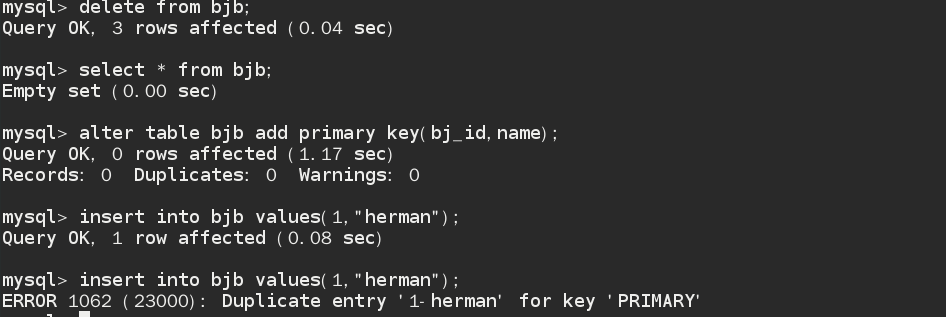 mysql> delete from bjb;
Query OK, 3 rows affected (0.04 sec)
mysql> select * from bjb;
Empty set (0.00 sec)
mysql> alter table bjb add primary key(bj_id,name);
Query OK, 0 rows affected (1.17 sec)
Records: 0  Duplicates: 0  Warnings: 0
mysql> insert into bjb values(1,"herman");
Query OK, 1 row affected (0.08 sec)
mysql> insert into bjb values(1,"herman");
ERROR 1062 (23000): Duplicate entry '1-herman' for key 'PRIMARY'
mysql>